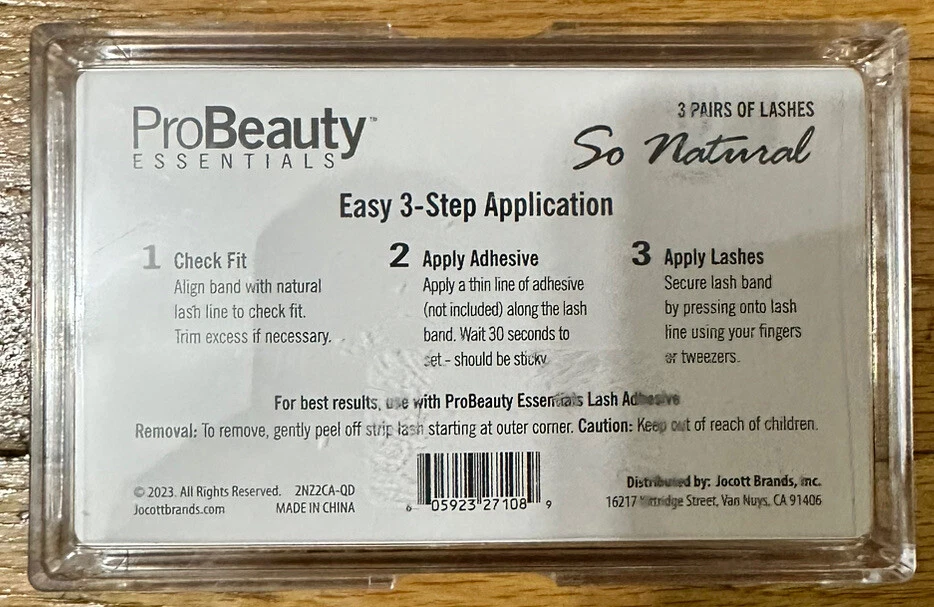 ProBeauty™
ESSENTIALS
3 PAIRS OF LASHES
So Natural
Easy 3-Step Application
1 Check Fit
Align band with natural
lash line to check fit.
Trim excess if necessary.
2 Apply Adhesive
Apply a thin line of adhesive
(not included) along the lash
band. Wait 30 seconds to
set - should be sticky
3 Apply Lashes
Secure lash band
by pressing onto lash
line using your fingers
or tweezers.
For best results, use with ProBeauty Essentials Lash Adhesive
Removal: To remove, gently peel off strip lash starting at outer corner. Caution: Keep out of reach of children.
© 2023. All Rights Reserved. 2NZ2CA-QD
Jocottbrands.com MADE IN CHINA
6 05923 27108 9
Distributed by: Jocott Brands, Inc.
16217 Street, Van Nuys, CA 91406